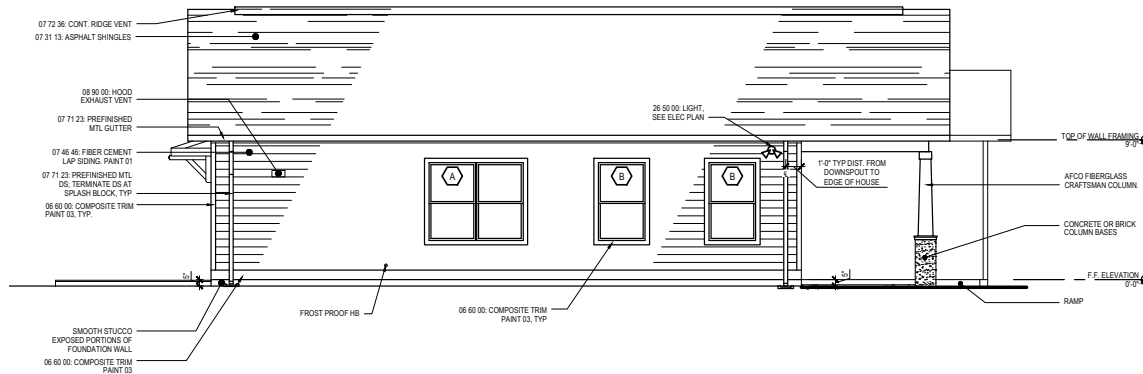 07 72 36: CONT. RIDGE VENT
07 31 13: ASPHALT SHINGLES
08 90 00: HOOD
EXHAUST VENT
07 71 23: PREFINISHED
MTL GUTTER
07 46 46: FIBER CEMENT
LAP SIDING. PAINT 01
07 71 23: PREFINISHED MTL
DS; TERMINATE DS AT
SPLASH BLOCK, TYP
06 60 00: COMPOSITE TRIM
PAINT 03, TYP.
26 50 00: LIGHT,
SEE ELEC PLAN
A
B
B
1'-0" TYP DIST. FROM
DOWNSPOUT TO
EDGE OF HOUSE
TOP OF WALL FRAMING
9'-0"
AFCO FIBERGLASS
CRAFTSMAN COLUMN.
CONCRETE OR BRICK
COLUMN BASES
5"
5"
F.F. ELEVATION
0'-0"
RAMP
FROST PROOF HB
06 60 00: COMPOSITE TRIM
PAINT 03, TYP
SMOOTH STUCCO
EXPOSED PORTIONS OF
FOUNDATION WALL
06 60 00: COMPOSITE TRIM
PAINT 03